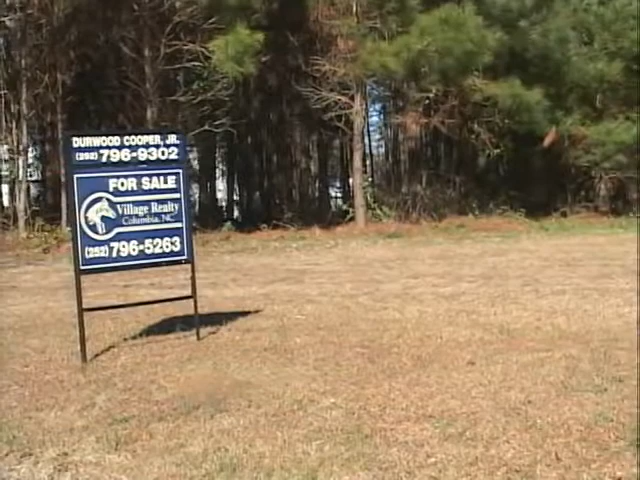 DURWOOD COOPER, JR.
(252) 796-9302
FOR SALE
Village Realty
Columbia, NC
(252) 796-5263